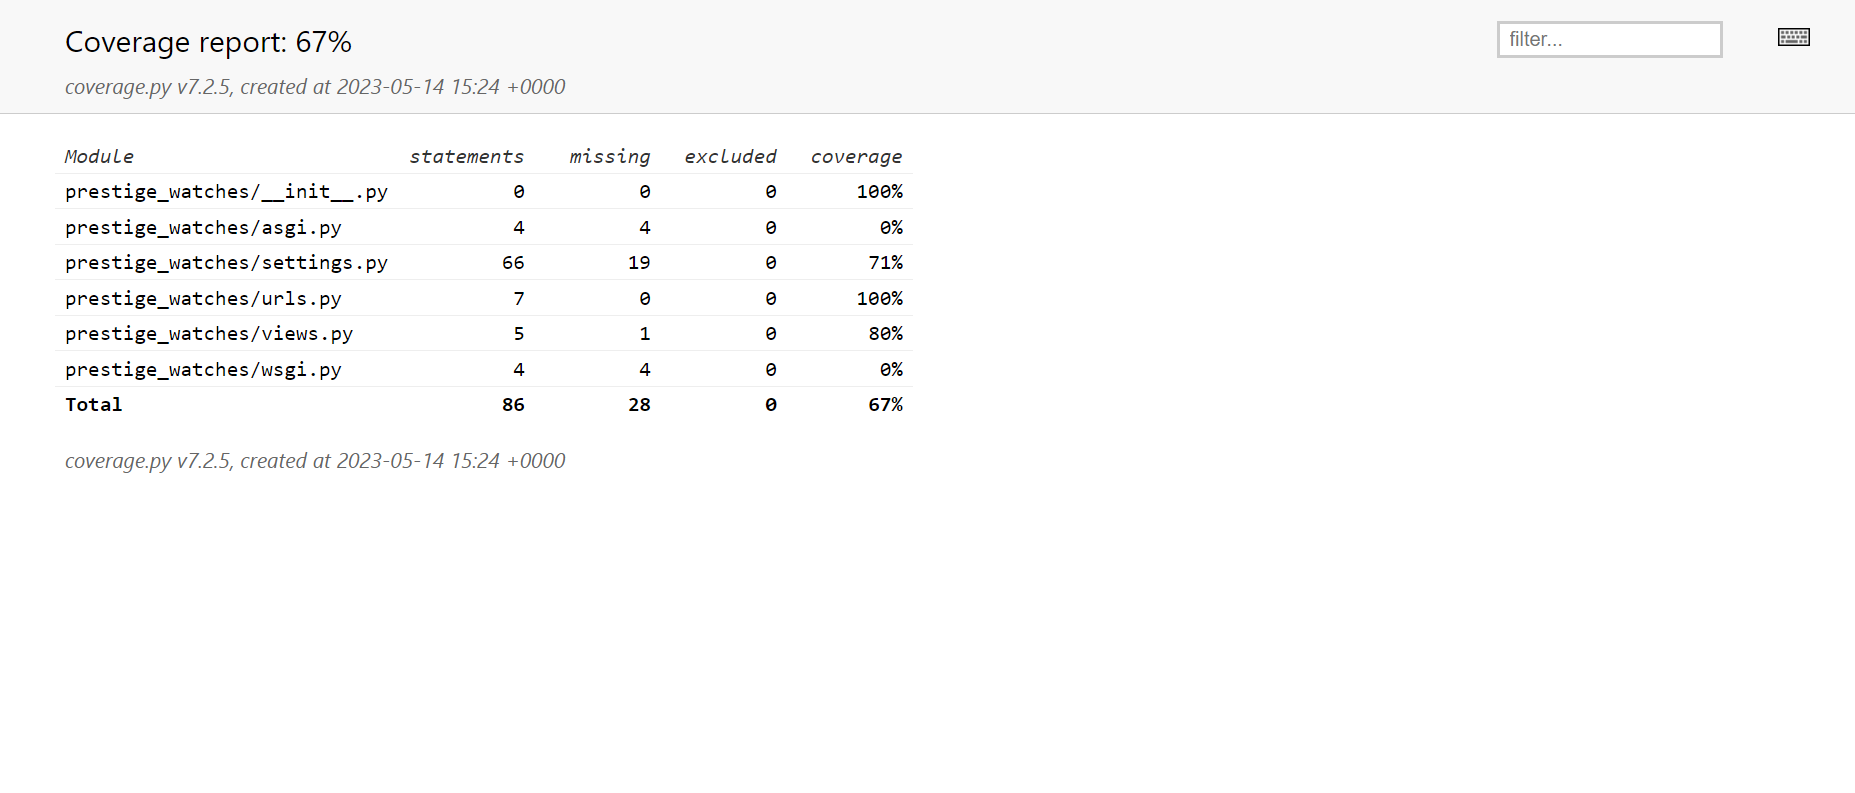 Coverage report: 67%
filter...
coverage.py v7.2.5, created at 2023-05-14 15:24 +0000
Module statements missing excluded coverage
prestige_watches/__init__.py 0 0 0 100%
prestige_watches/asgi.py 4 4 0 0%
prestige_watches/settings.py 66 19 0 71%
prestige_watches/urls.py 7 0 0 100%
prestige_watches/views.py 5 1 0 80%
prestige_watches/wsgi.py 4 4 0 0%
Total 86 28 0 67%
coverage.py v7.2.5, created at 2023-05-14 15:24 +0000